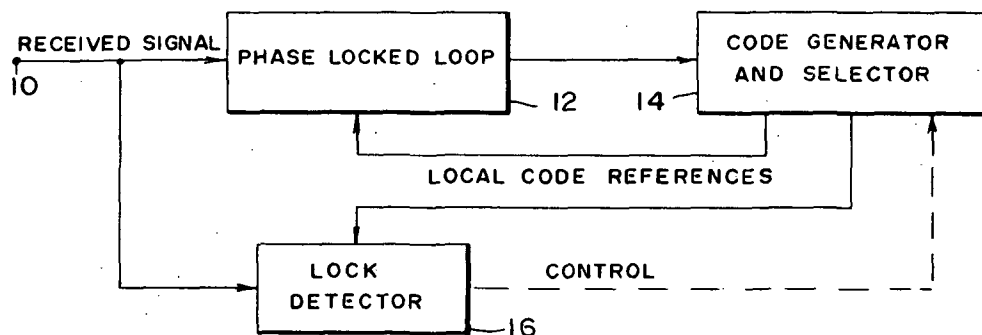 RECEIVED SIGNAL
10
PHASE LOCKED LOOP
12
CODE GENERATOR
AND SELECTOR
14
LOCAL CODE REFERENCES
LOCK
DETECTOR
CONTROL
16